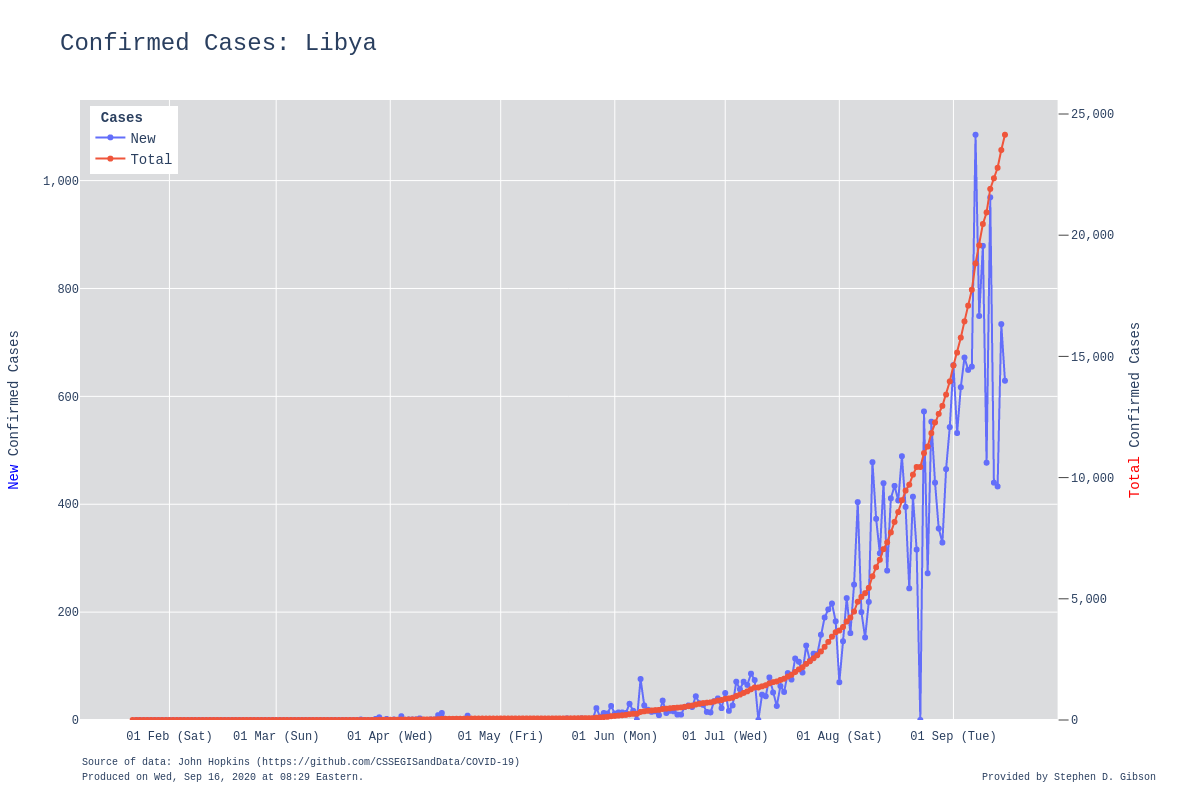 Confirmed Cases: Libya
Cases
New
Total
1,000
800
600
400
200
0
25,000
20,000
15,000
10,000
5,000
0
New Confirmed Cases
Total Confirmed Cases
01 Feb (Sat) 01 Mar (Sun) 01 Apr (Wed) 01 May (Fri) 01 Jun (Mon) 01 Jul (Wed) 01 Aug (Sat) 01 Sep (Tue)
Source of data: John Hopkins (https://github.com/CSSEGISandData/COVID-19)
Produced on Wed, Sep 16, 2020 at 08:29 Eastern.
Provided by Stephen D. Gibson